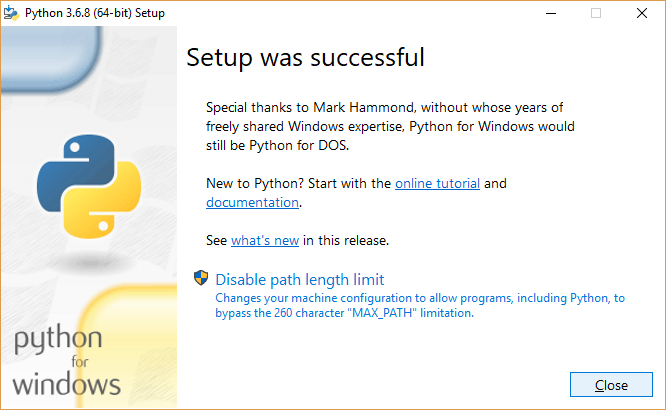 Python 3.6.8 (64-bit) Setup
Setup was successful
Special thanks to Mark Hammond, without whose years of
freely shared Windows expertise, Python for Windows would
still be Python for DOS.
New to Python? Start with the online tutorial and
documentation.
See what's new in this release.
Disable path length limit
Changes your machine configuration to allow programs, including Python, to
bypass the 260 character "MAX_PATH" limitation.
python
for
windows
Close